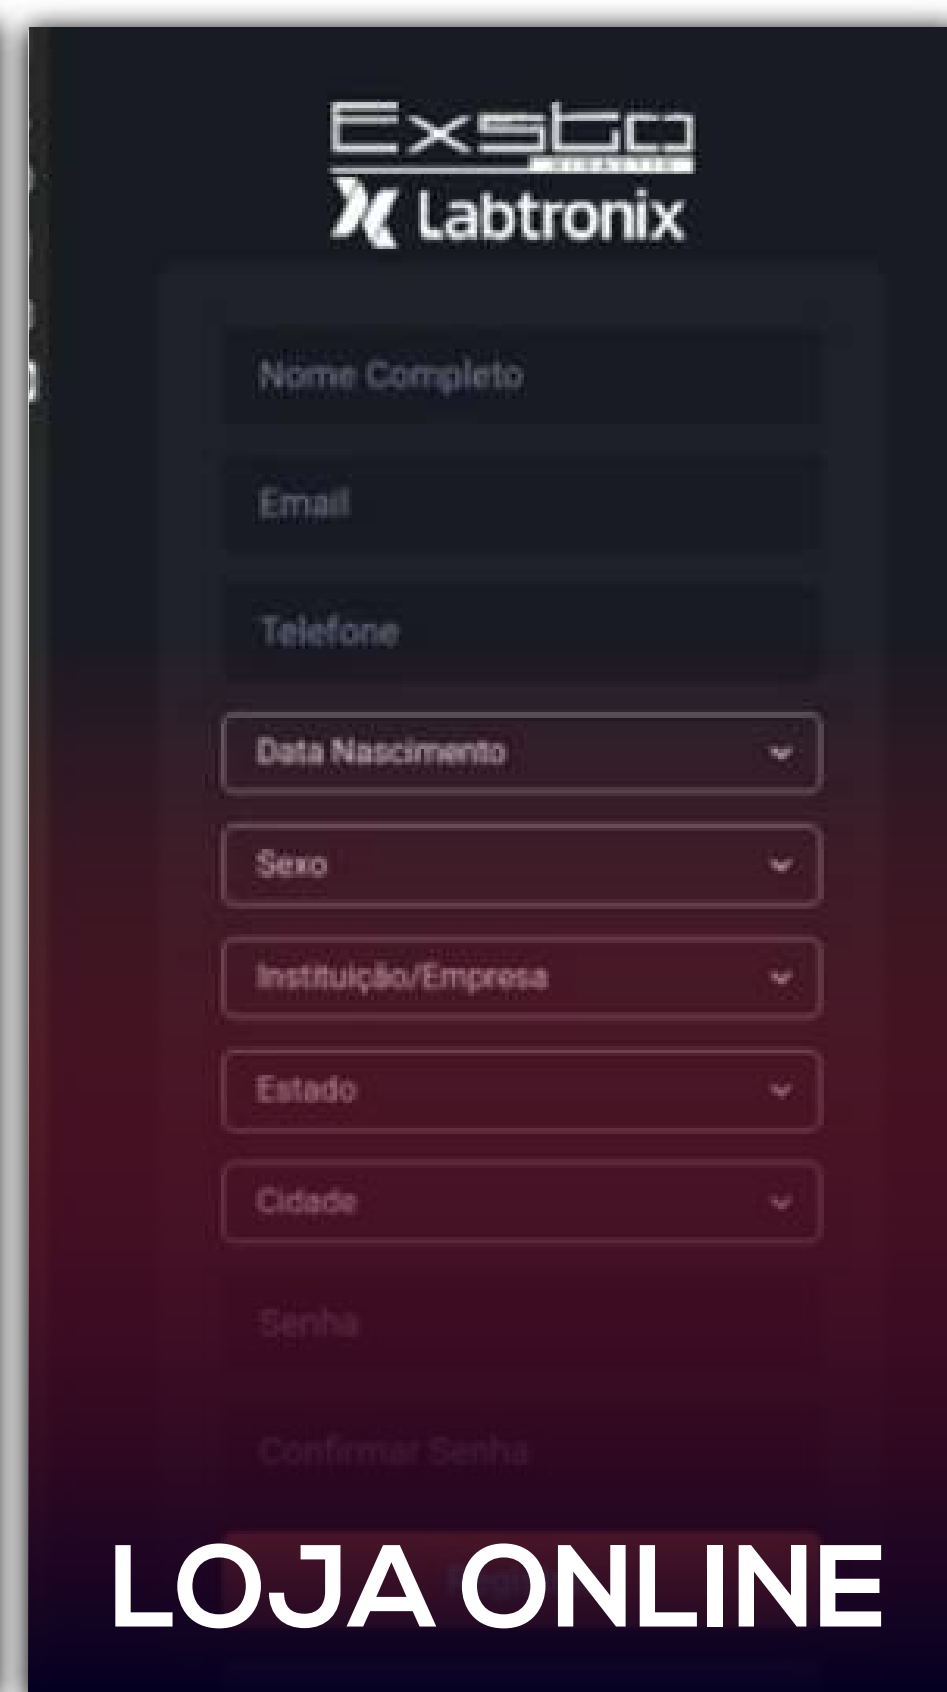 Exsto
Labtronix
Nome Completo
Email
Telefone
Data Nascimento
Sexo
Instituição/Empresa
Estado
Cidade
Senha
Confirmar Senha
LOJA ONLINE